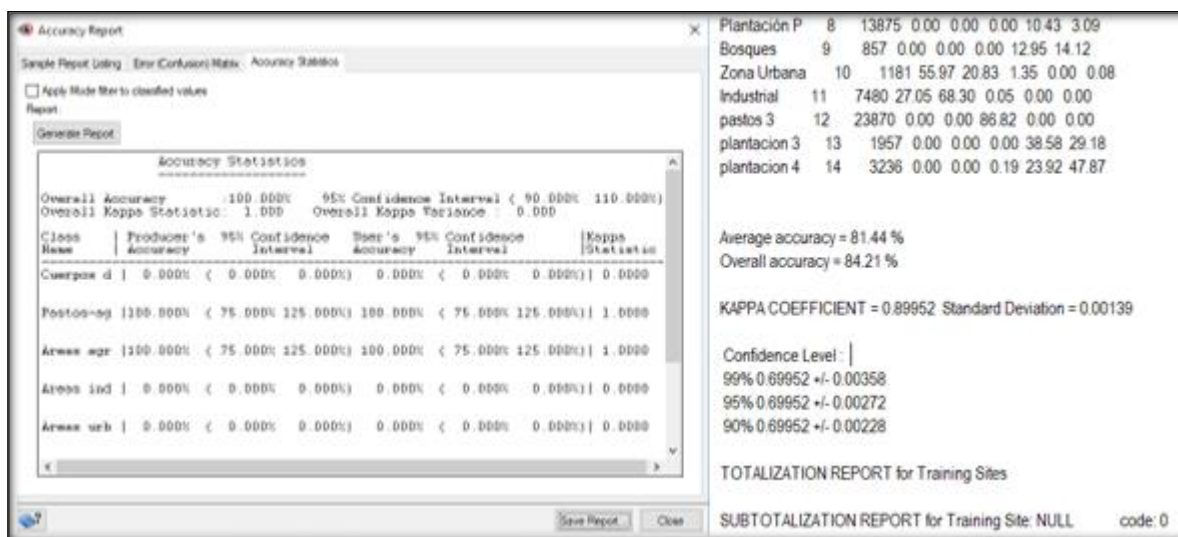 Accuracy Report
Sample Report Listing Error (Confusion) Matrix Accuracy Statistics
Apply Mode filter to classified values
Report
Generate Report
Accuracy Statistics
Overall Accuracy :100.000% 95% Confidence Interval ( 90.000% 110.000%)
Overall Kappa Statistic: 1.000 Overall Kappa Variance : 0.000
Class | Producer's 95% Confidence User's 95% Confidence |Kappa
Name | Accuracy Interval Accuracy Interval |Statistic
Cuerpos d | 0.000% ( 0.000% 0.000%) 0.000% ( 0.000% 0.000%)| 0.0000
Pastos-ag |100.000% ( 75.000% 125.000%) 100.000% ( 75.000% 125.000%)| 1.0000
Areas agr |100.000% ( 75.000% 125.000%) 100.000% ( 75.000% 125.000%)| 1.0000
Areas ind | 0.000% ( 0.000% 0.000%) 0.000% ( 0.000% 0.000%)| 0.0000
Areas urb | 0.000% ( 0.000% 0.000%) 0.000% ( 0.000% 0.000%)| 0.0000
Save Report... Close
Plantación P 8 13875 0.00 0.00 0.00 10.43 3.09
Bosques 9 857 0.00 0.00 0.00 12.95 14.12
Zona Urbana 10 1181 55.97 20.83 1.35 0.00 0.08
Industrial 11 7480 27.05 68.30 0.05 0.00 0.00
pastos 3 12 23870 0.00 0.00 86.82 0.00 0.00
plantacion 3 13 1957 0.00 0.00 0.00 38.58 29.18
plantacion 4 14 3236 0.00 0.00 0.19 23.92 47.87
Average accuracy = 81.44 %
Overall accuracy = 84.21 %
KAPPA COEFFICIENT = 0.89952 Standard Deviation = 0.00139
Confidence Level :
99% 0.69952 +/- 0.00358
95% 0.69952 +/- 0.00272
90% 0.69952 +/- 0.00228
TOTALIZATION REPORT for Training Sites
SUBTOTALIZATION REPORT for Training Site: NULL code: 0